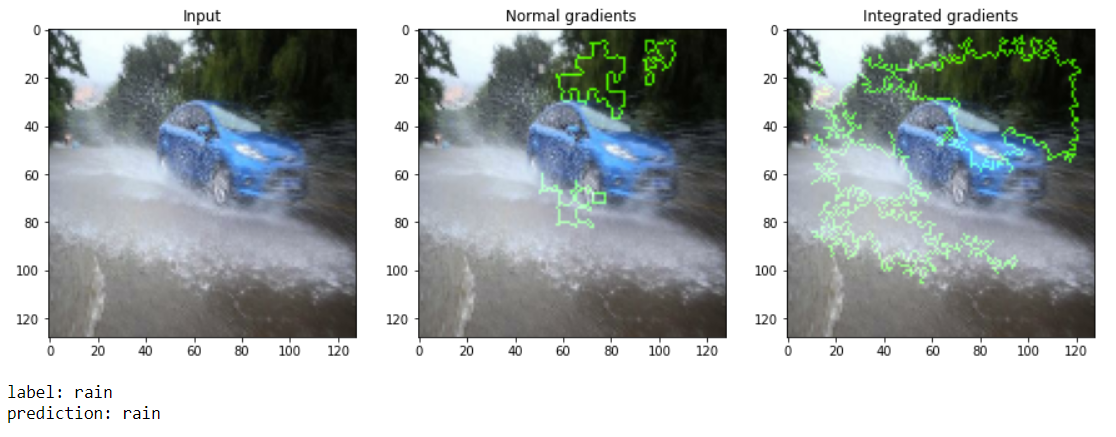 Input Normal gradients Integrated gradients
0 0 0
20 20 20
40 40 40
60 60 60
80 80 80
100 100 100
120 120 120
0 20 40 60 80 100 120 0 20 40 60 80 100 120 0 20 40 60 80 100 120
label: rain
prediction: rain